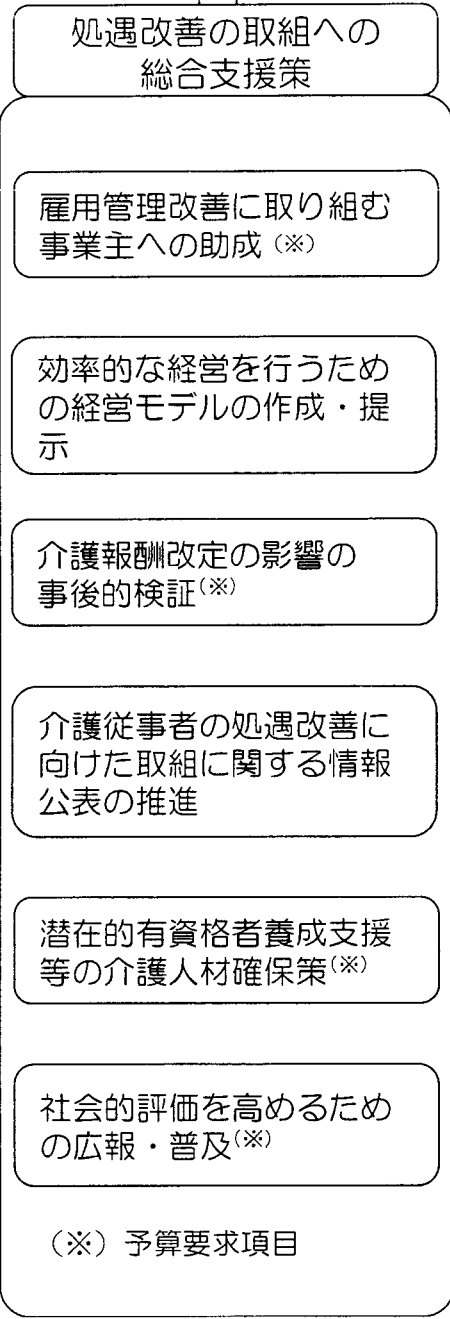 処遇改善の取組への
総合支援策
雇用管理改善に取り組む
事業主への助成（※）
効率的な経営を行うため
の経営モデルの作成・提
示
介護報酬改定の影響の
事後的検証(※)
介護従事者の処遇改善に
向けた取組に関する情報
公表の推進
潜在的有資格者養成支援
等の介護人材確保策(※)
社会的評価を高めるため
の広報・普及(※)
（※）予算要求項目